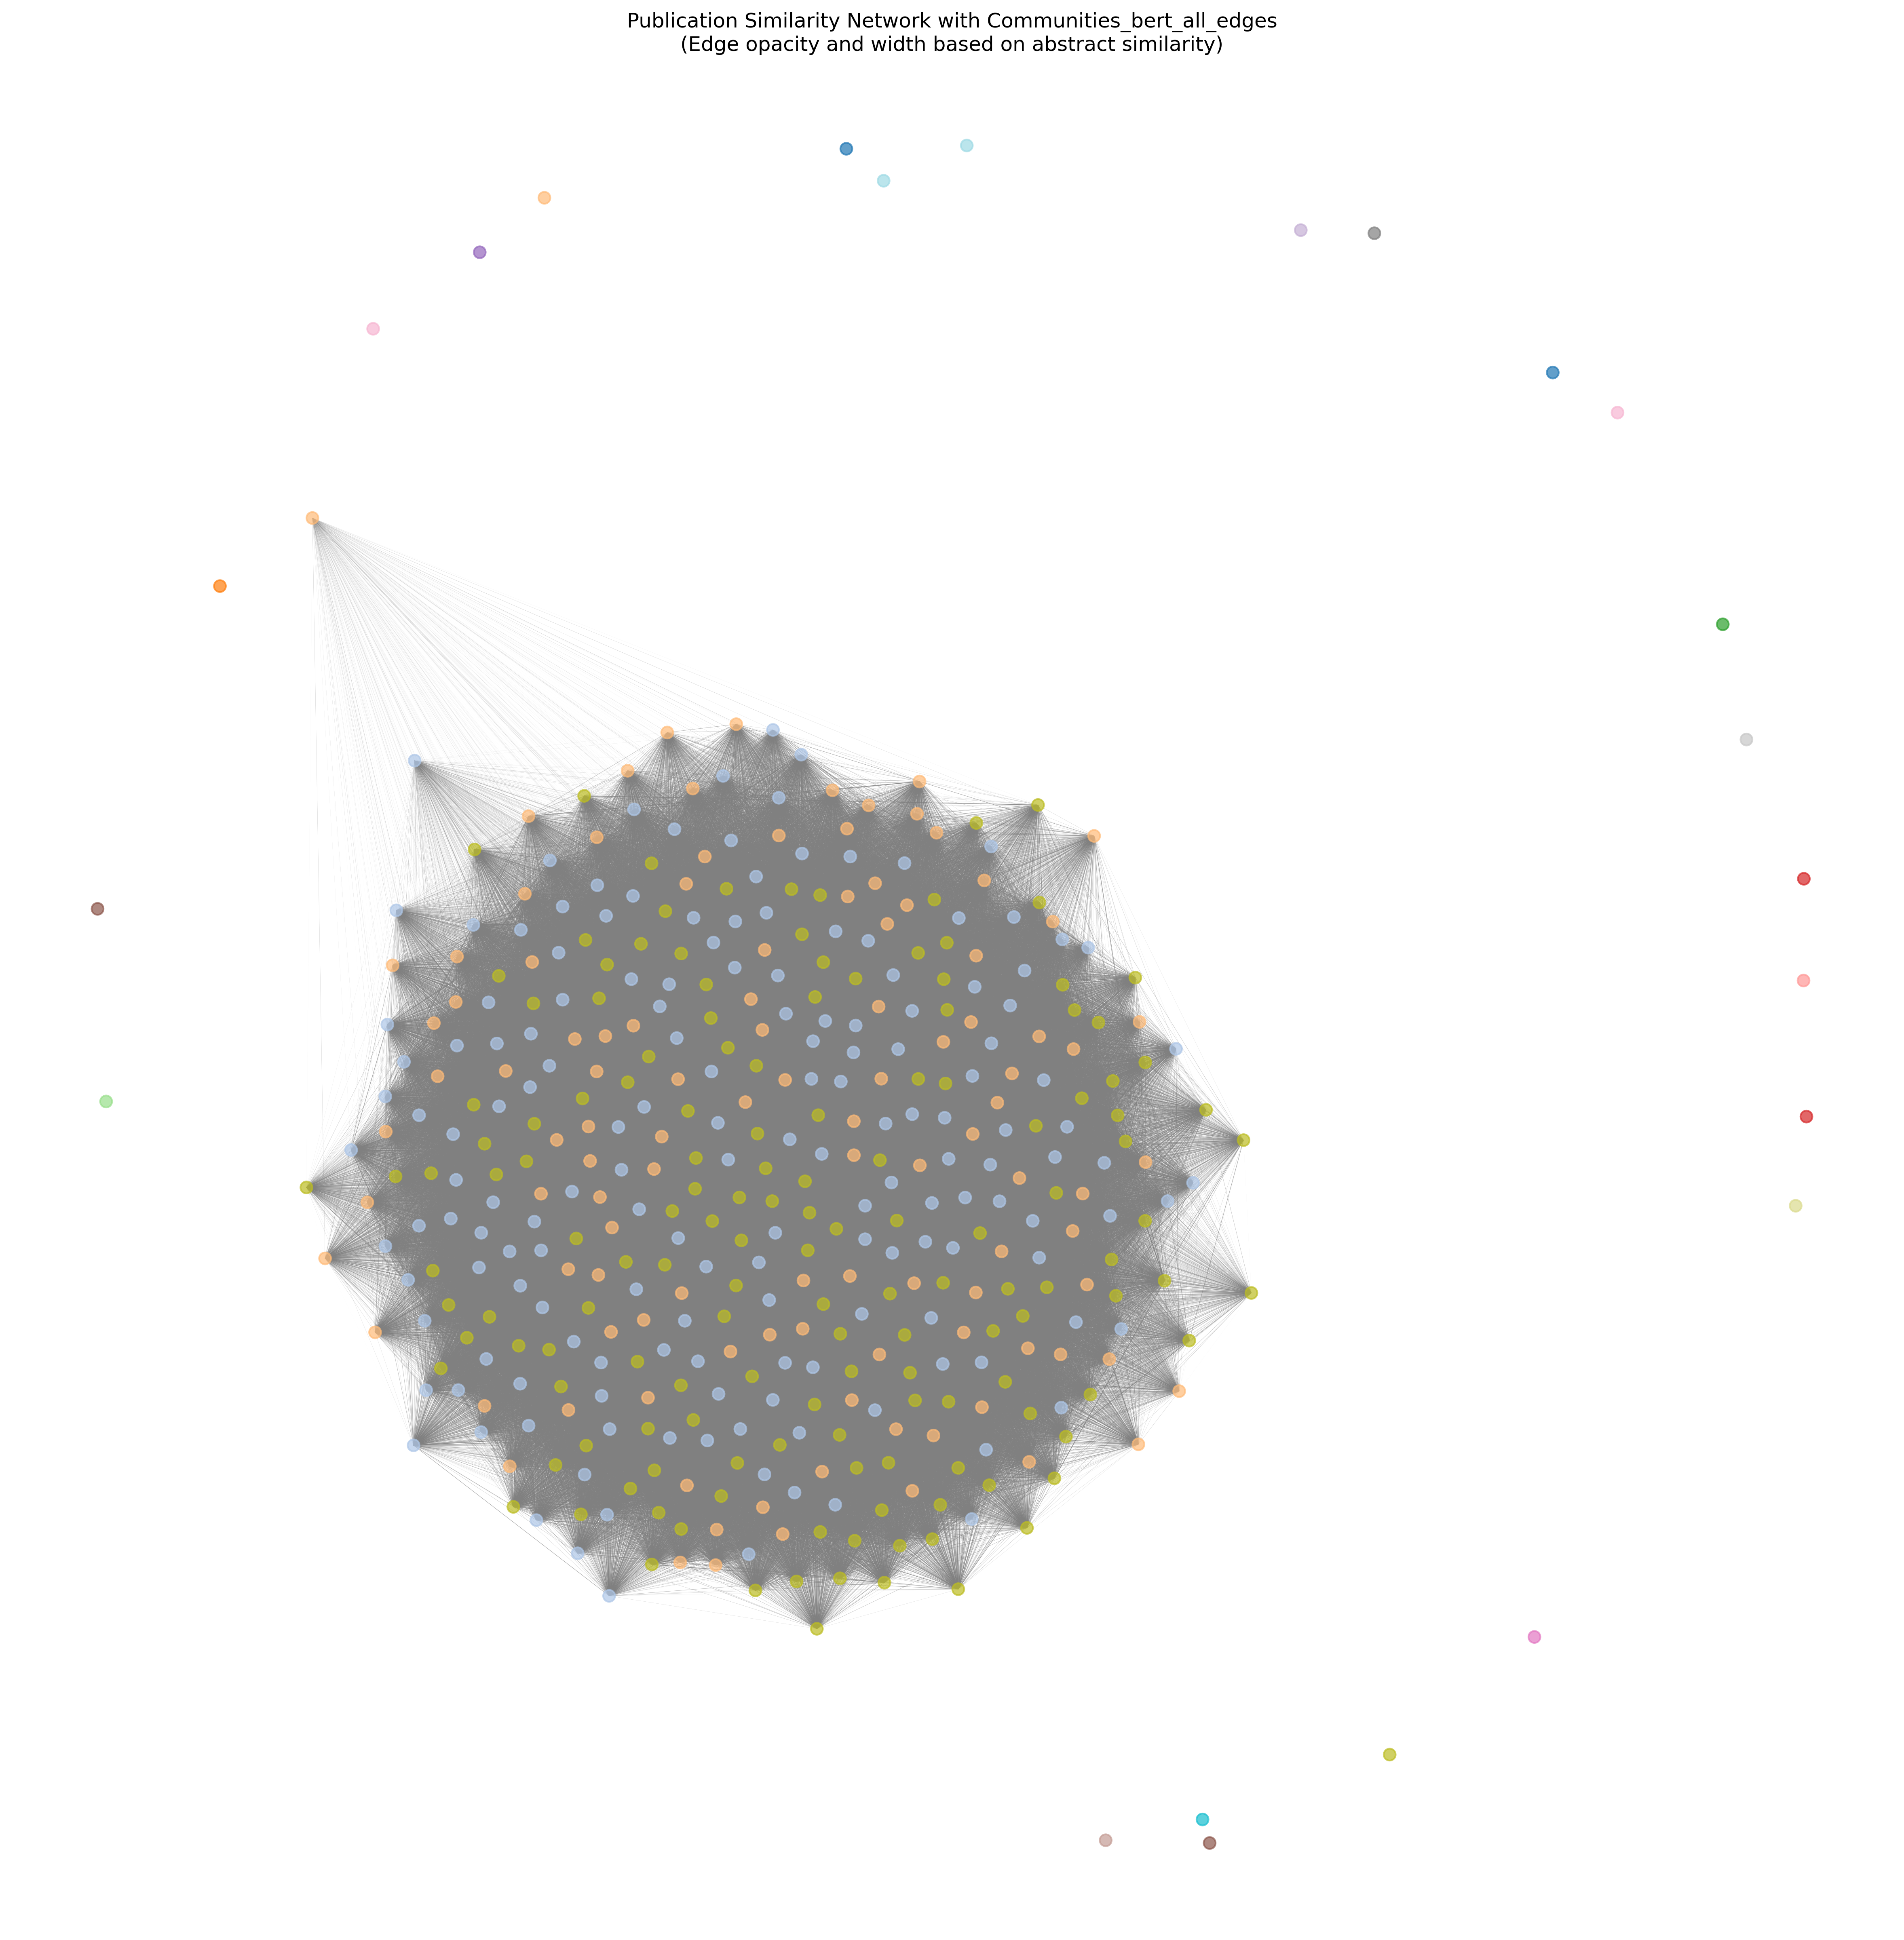 Publication Similarity Network with Communities_bert_all_edges
(Edge opacity and width based on abstract similarity)